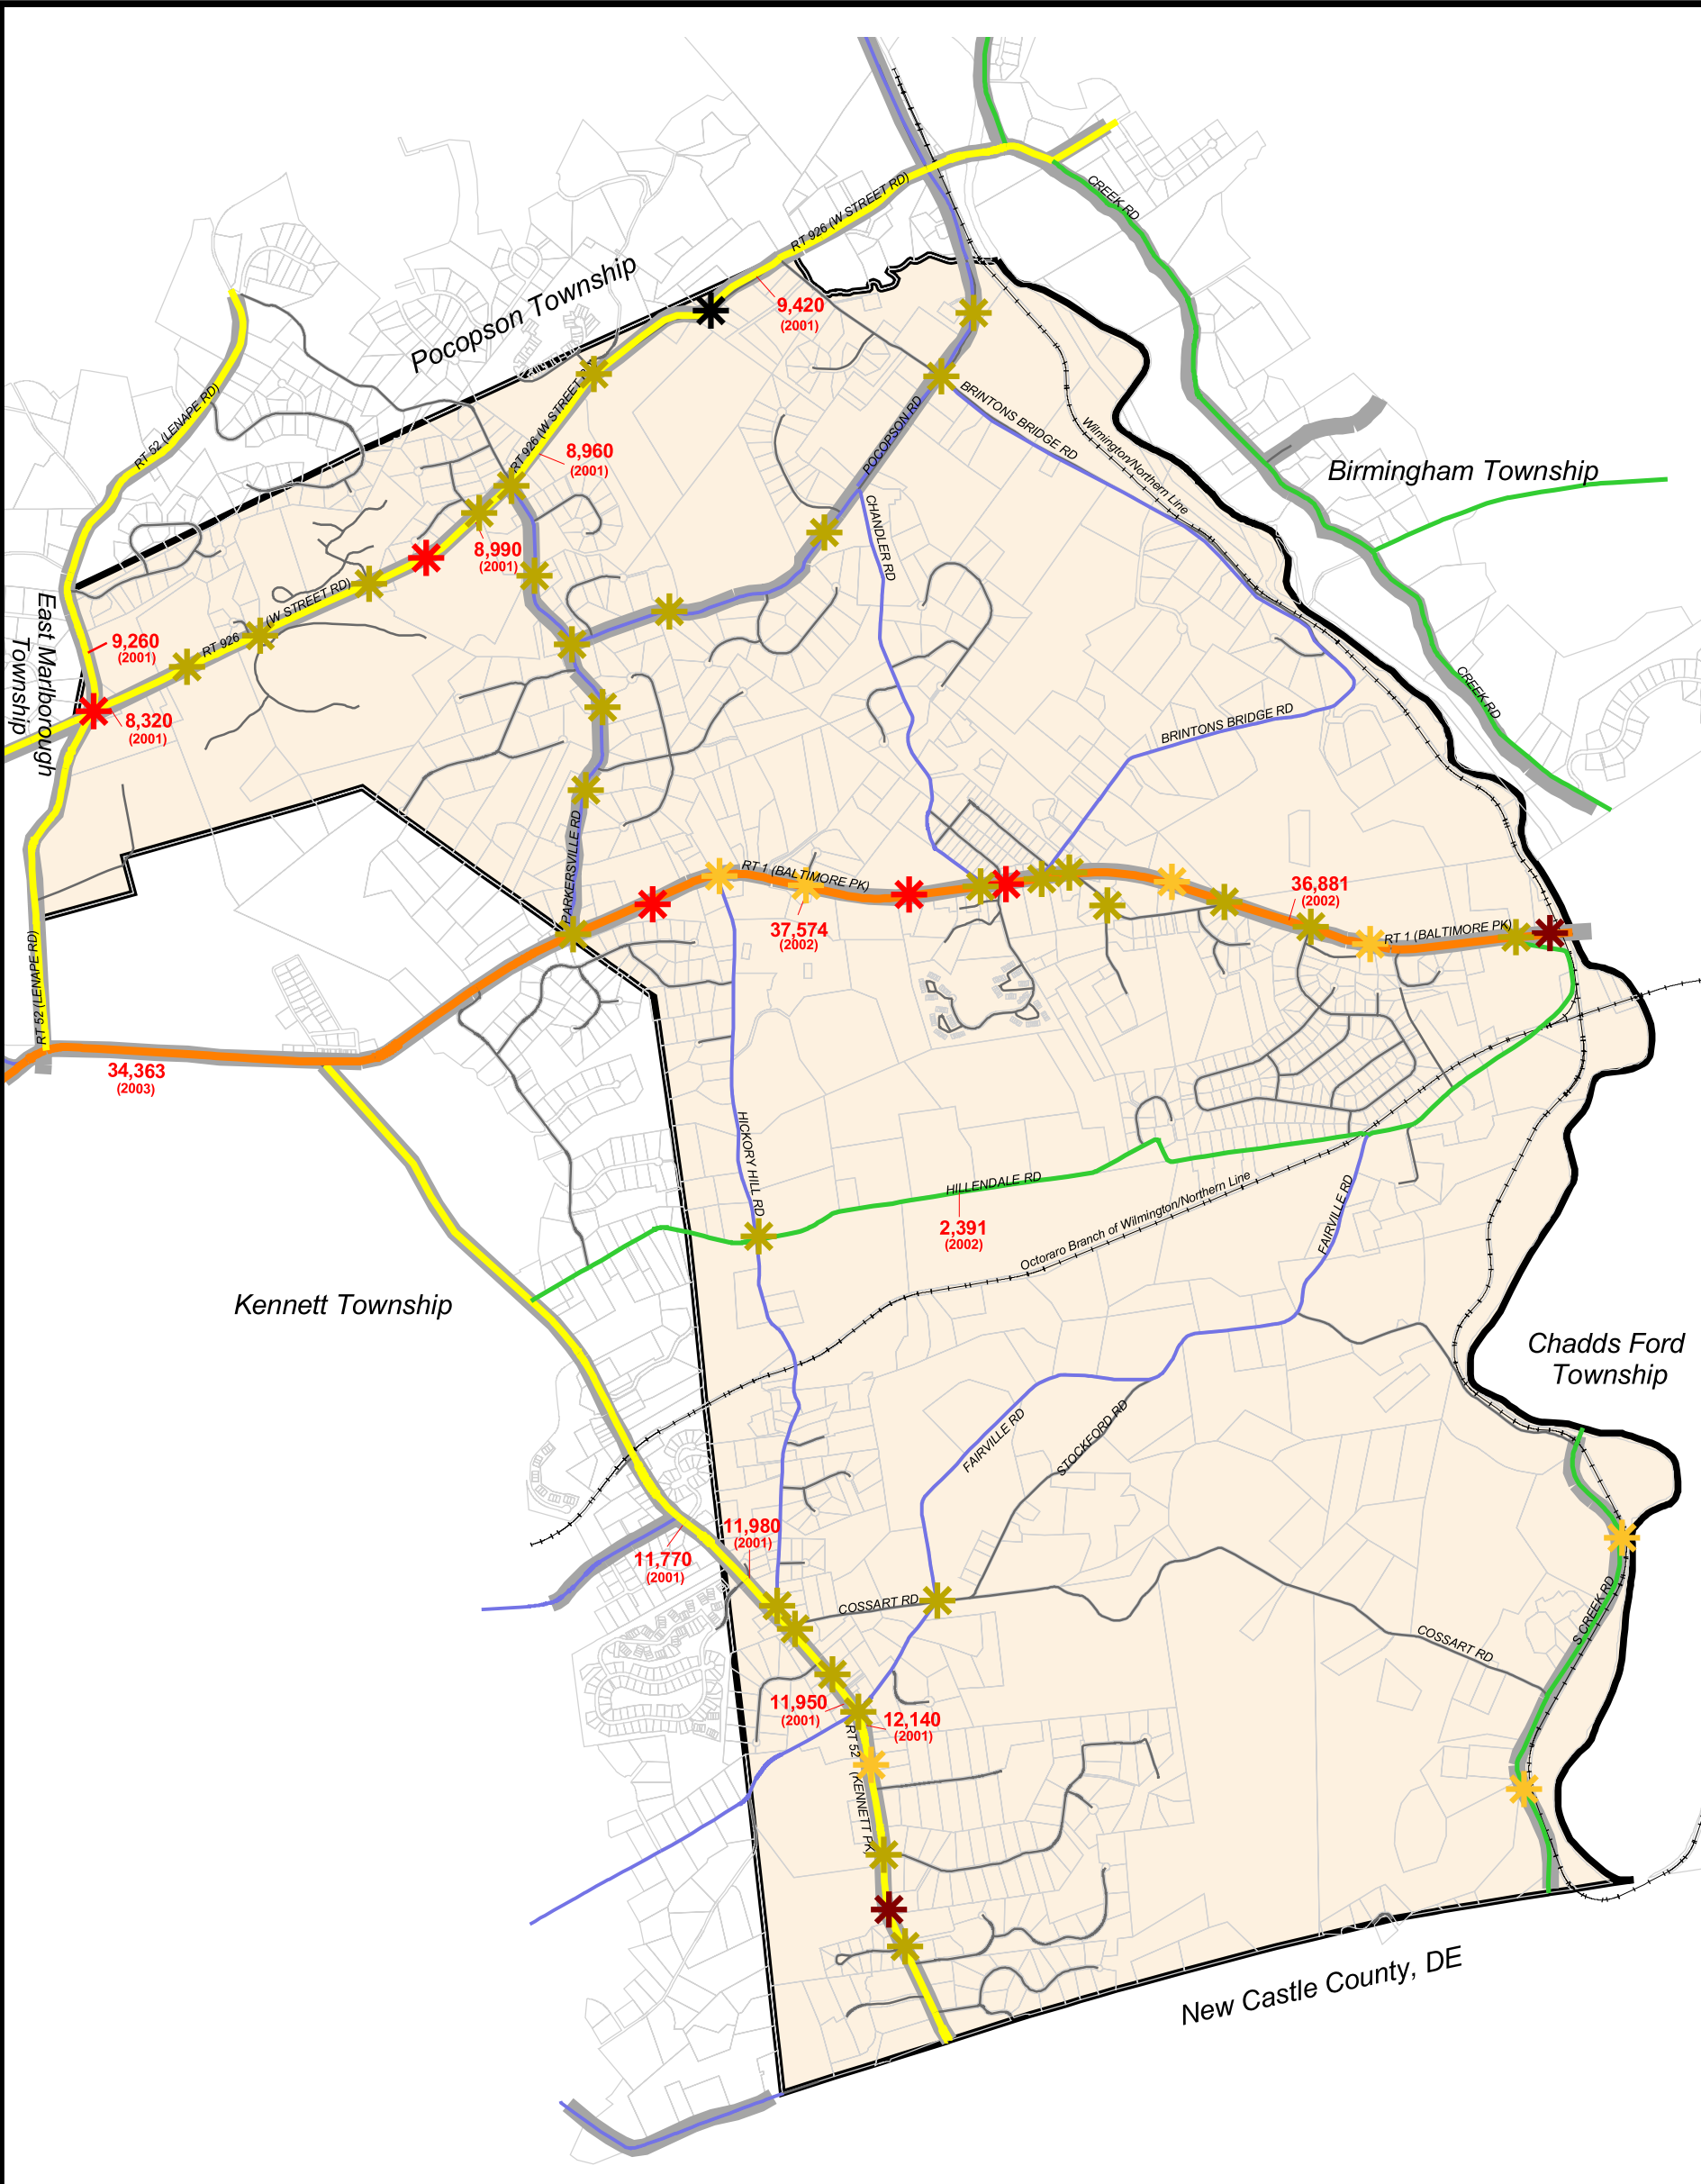 CREEK RD
RT 926 (W STREET RD)
Pocopson Township
9,420
(2001)
RT 52 (LENAPE RD)
RT 926 (W STREET
BRINTONS BRIDGE RD
POCOPSON RD
Wilmington/Northern Line
8,960
(2001)
Birmingham Township
CHANDLER RD
8,990
(2001)
East Marlborough
Township
9,260
(2001)
RT 926 (W STREET RD)
CREEK RD
8,320
(2001)
BRINTONS BRIDGE RD
PARKERSVILLE RD
RT 1 (BALTIMORE PK)
36,881
(2002)
37,574
(2002)
RT 1 (BALTIMORE PK)
RT 52 (LENAPE RD)
34,363
(2003)
HICKORY HILL RD
HILLENDALE RD
2,391
(2002)
Octoraro Branch of Wilmington/Northern Line
FAIRVILLE RD
Kennett Township
Chadds Ford
Township
FAIRVILLE RD
STOCKFORD RD
11,980
(2001)
11,770
(2001)
COSSART RD
S CREEK RD
COSSART RD
11,950
(2001)
12,140
(2001)
RT 52 (KENNETT PK)
New Castle County, DE